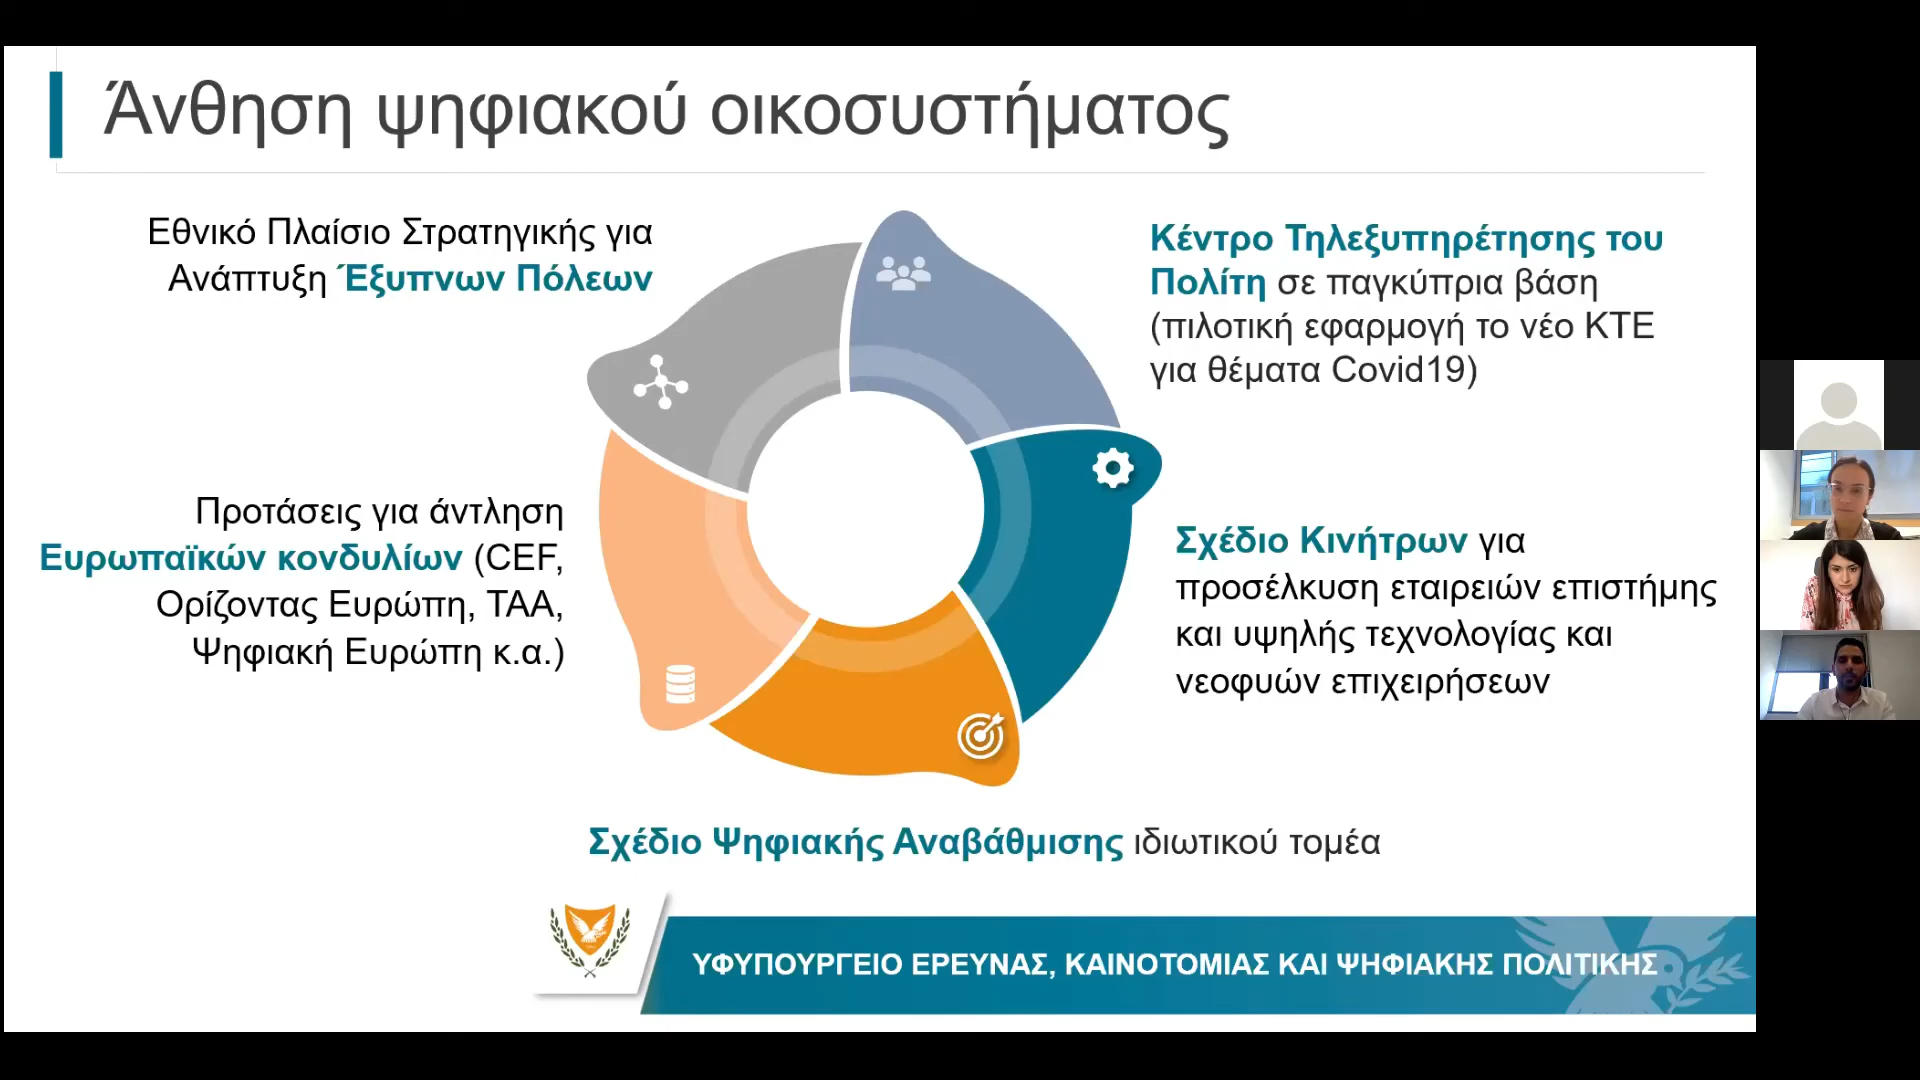 Άνθηση ψηφιακού οικοσυστήματος
Εθνικό Πλαίσιο Στρατηγικής για
Ανάπτυξη Έξυπνων Πόλεων
Κέντρο Τηλεξυπηρέτησης του
Πολίτη σε παγκύπρια βάση
(πιλοτική εφαρμογή το νέο ΚΤΕ
για θέματα Covid19)
Προτάσεις για άντληση
Ευρωπαϊκών κονδυλίων (CEF,
Ορίζοντας Ευρώπη, ΤΑΑ,
Ψηφιακή Ευρώπη κ.α.)
Σχέδιο Κινήτρων για
προσέλκυση εταιρειών επιστήμης
και υψηλής τεχνολογίας και
νεοφυών επιχειρήσεων
Σχέδιο Ψηφιακής Αναβάθμισης ιδιωτικού τομέα
ΥΦΥΠΟΥΡΓΕΙΟ ΕΡΕΥΝΑΣ, ΚΑΙΝΟΤΟΜΙΑΣ ΚΑΙ ΨΗΦΙΑΚΗΣ ΠΟΛΙΤΙΚΗΣ